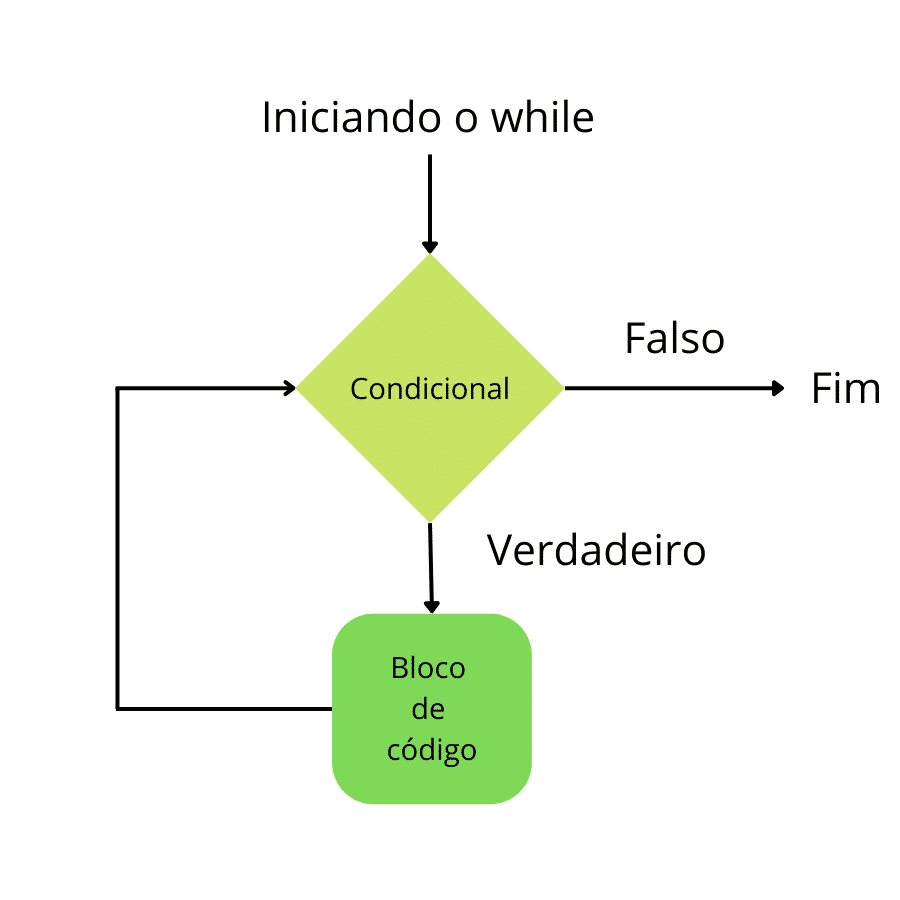 Iniciando o while
Falso
Condicional
Fim
Verdadeiro
Bloco
de
código